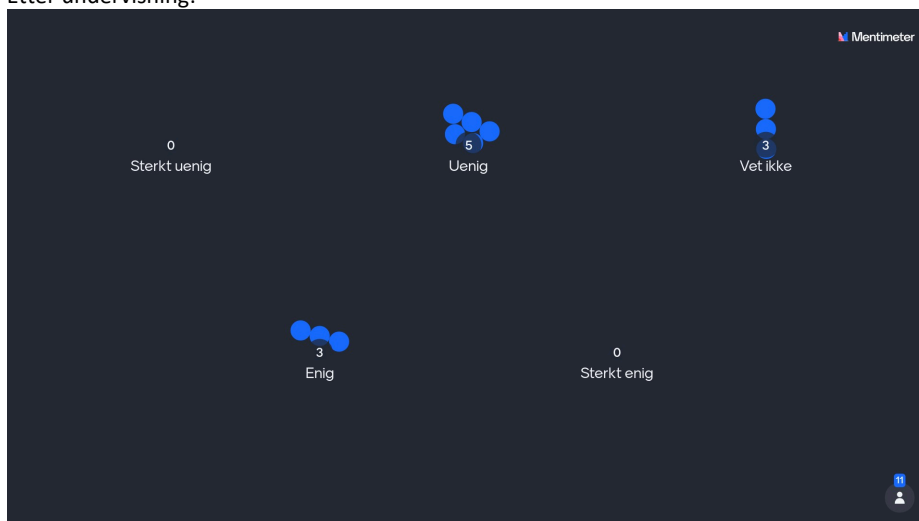 Etter undervisning:
Mentimeter
0
Sterkt uenig
5
Uenig
3
Vet ikke
3
Enig
0
Sterkt enig
11